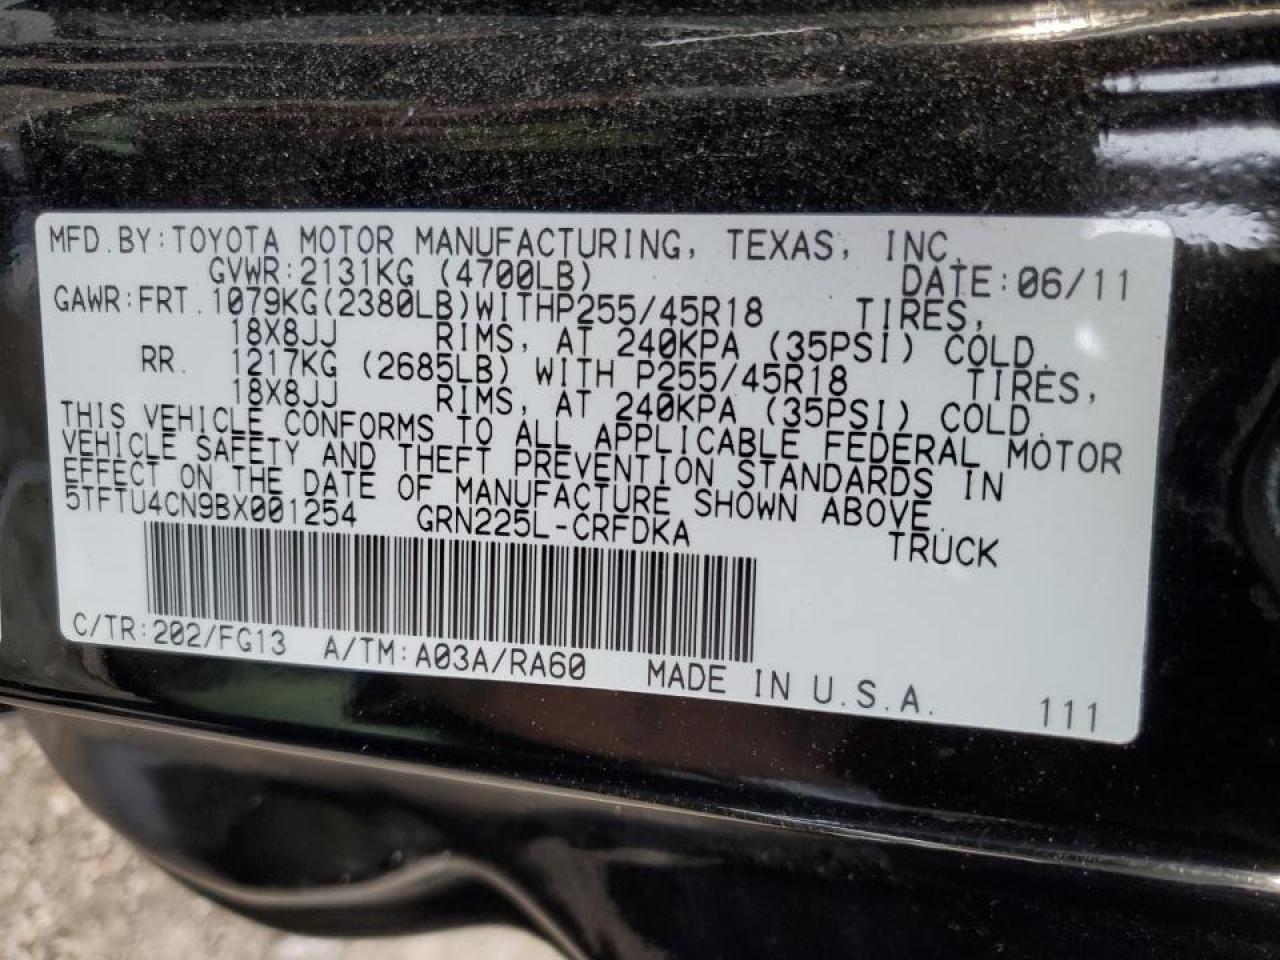 MFD.BY:TOYOTA MOTOR MANUFACTURING, TEXAS, INC.
GVWR:2131KG (4700LB) DATE:06/11
GAWR:FRT. 1079KG(2380LB)WITHP255/45R18 TIRES,
18X8JJ RIMS, AT 240KPA (35PSI) COLD.
RR. 1217KG (2685LB) WITH P255/45R18 TIRES,
18X8JJ RIMS, AT 240KPA (35PSI) COLD.
THIS VEHICLE CONFORMS TO ALL APPLICABLE FEDERAL MOTOR
VEHICLE SAFETY AND THEFT PREVENTION STANDARDS IN
EFFECT ON THE DATE OF MANUFACTURE SHOWN ABOVE.
5TFTU4CN9BX001254 GRN225L-CRFDKA TRUCK
C/TR:202/FG13 A/TM:A03A/RA60 MADE IN U.S.A.
111